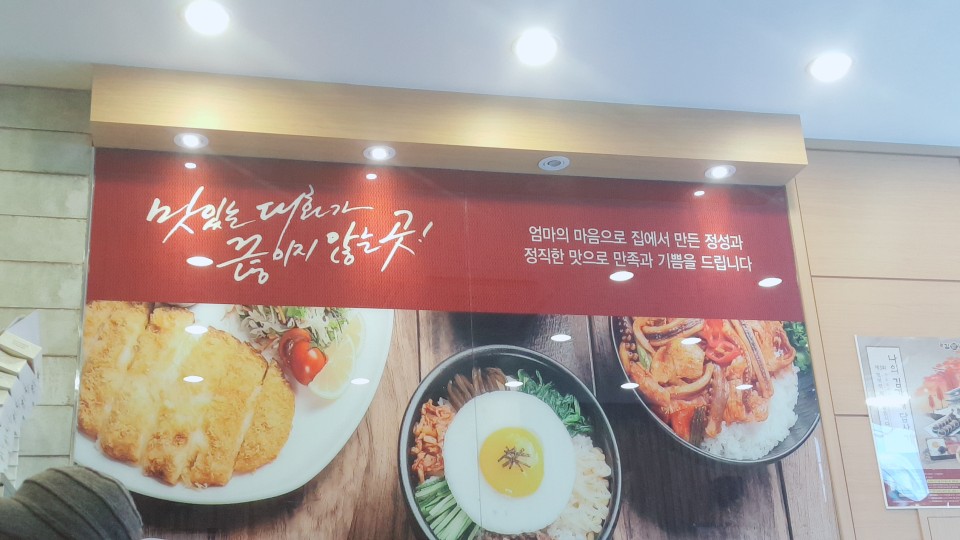 맛있는 대화가
끊이지 않는 곳!
엄마의 마음으로 집에서 만든 정성과
정직한 맛으로 만족과 기쁨을 드립니다